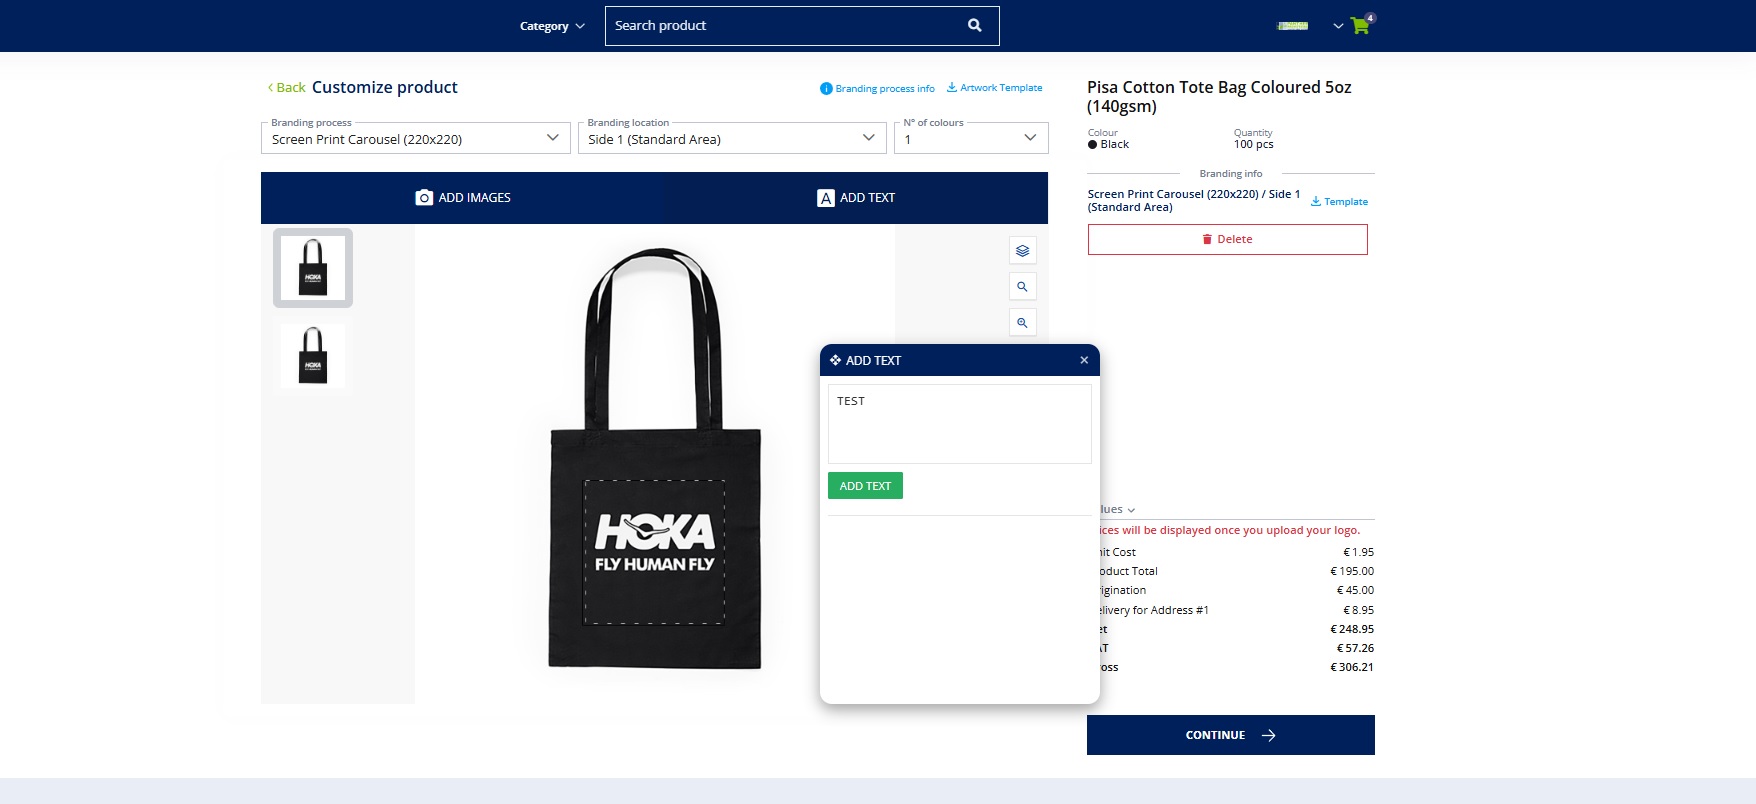 Category
Search product
4
Back Customize product
Branding process info
Artwork Template
Branding process
Screen Print Carousel (220x220)
Branding location
Side 1 (Standard Area)
Nº of colours
1
ADD IMAGES
A ADD TEXT
HOKA
FLY HUMAN FLY
ADD TEXT
TEST
ADD TEXT
Pisa Cotton Tote Bag Coloured 5oz
(140gsm)
Colour
Black
Quantity
100 pcs
Branding info
Screen Print Carousel (220x220) / Side 1
(Standard Area)
Template
Delete
lues
ices will be displayed once you upload your logo.
nit Cost € 1.95
oduct Total € 195.00
igination € 45.00
elivery for Address #1 € 8.95
et € 248.95
AT € 57.26
oss € 306.21
CONTINUE